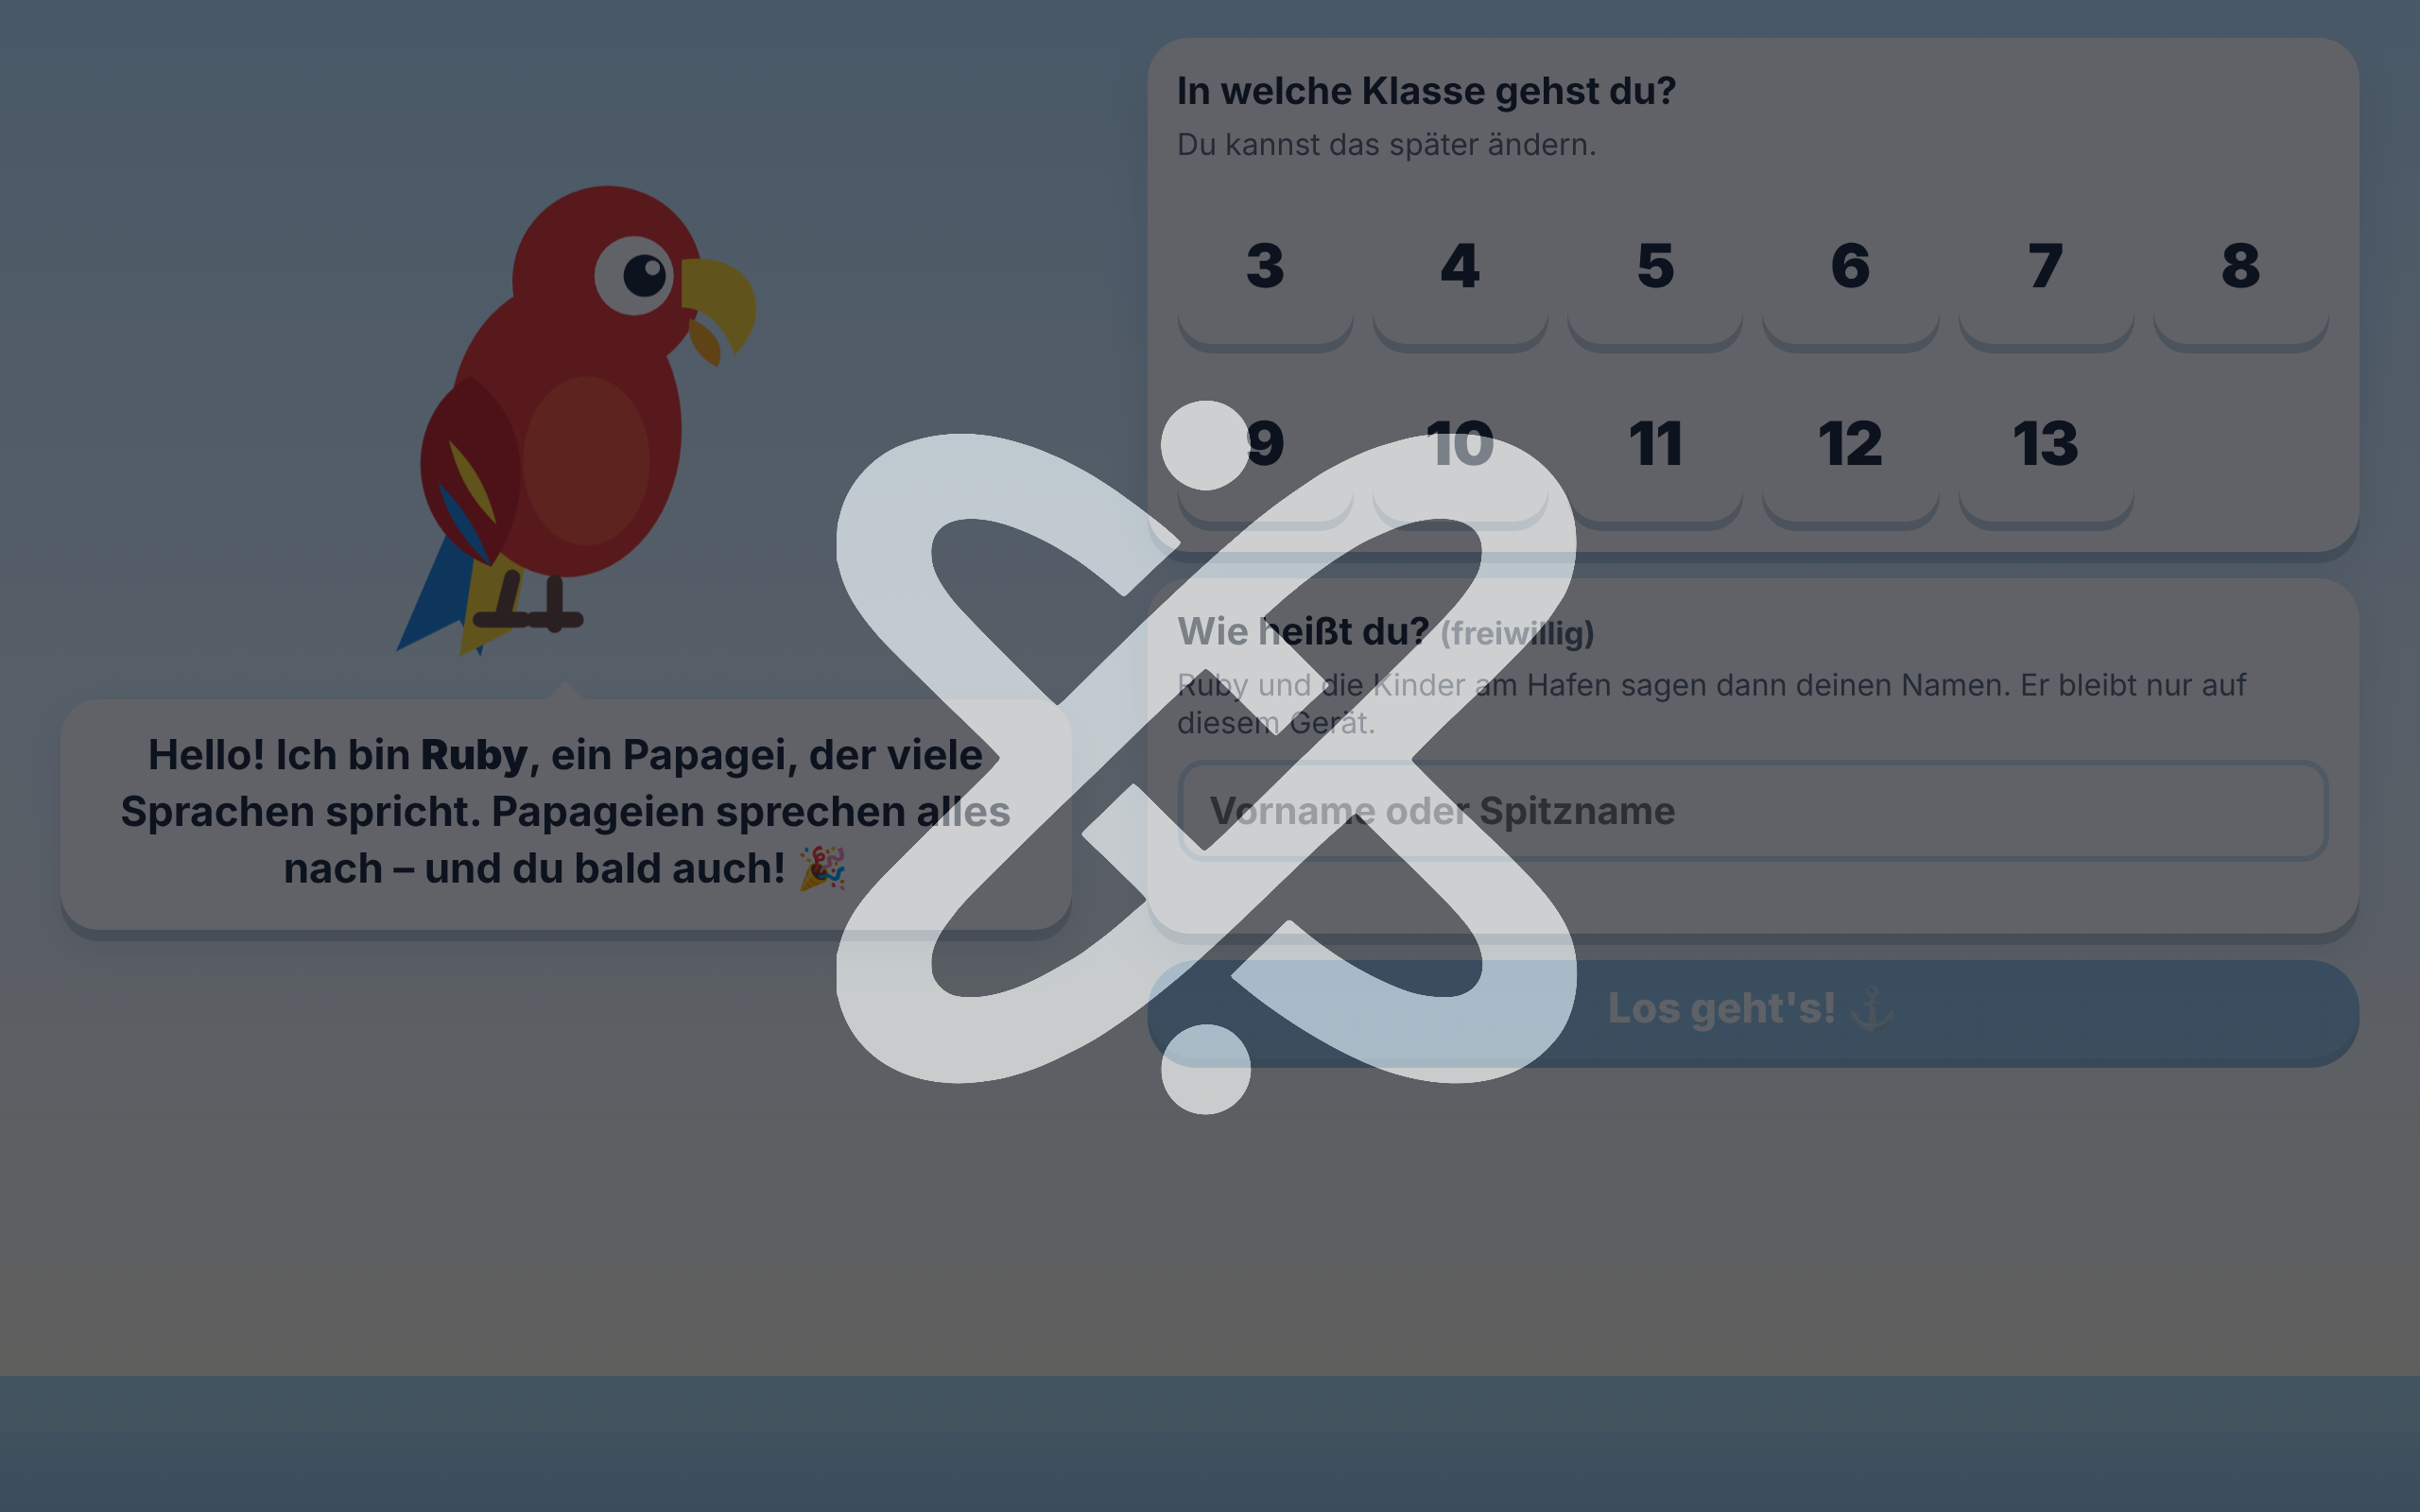 In welche Klasse gehst du?
Du kannst das später ändern.
3 4 5 6 7 8
9 10 11 12 13
Wie heißt du? (freiwillig)
Ruby und die Kinder am Hafen sagen dann deinen Namen. Er bleibt nur auf
diesem Gerät.
Vorname oder Spitzname
Los geht's! ⚓
Hello! Ich bin Ruby, ein Papagei, der viele
Sprachen spricht. Papageien sprechen alles
nach – und du bald auch! 🎉